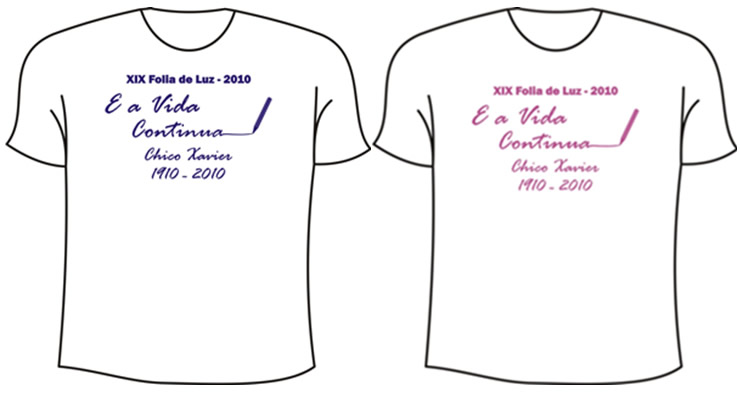 XIX Folia de Luz - 2010
E a Vida
Continua
Chico Xavier
1910 - 2010
XIX Folia de Luz - 2010
E a Vida
Continua
Chico Xavier
1910 - 2010